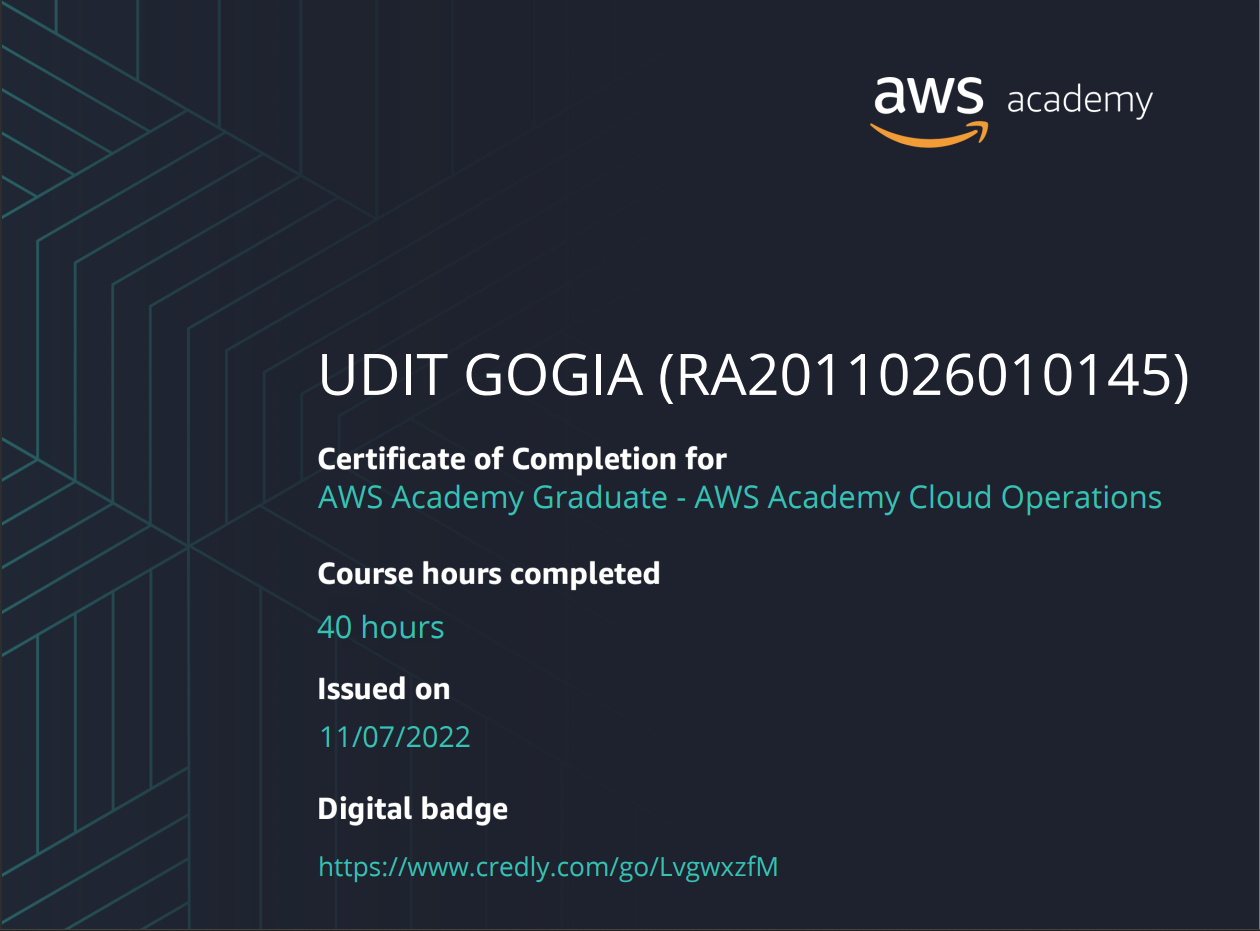 aws academy
UDIT GOGIA (RA2011026010145)
Certificate of Completion for
AWS Academy Graduate - AWS Academy Cloud Operations
Course hours completed
40 hours
Issued on
11/07/2022
Digital badge
https://www.credly.com/go/LvgwxzfM